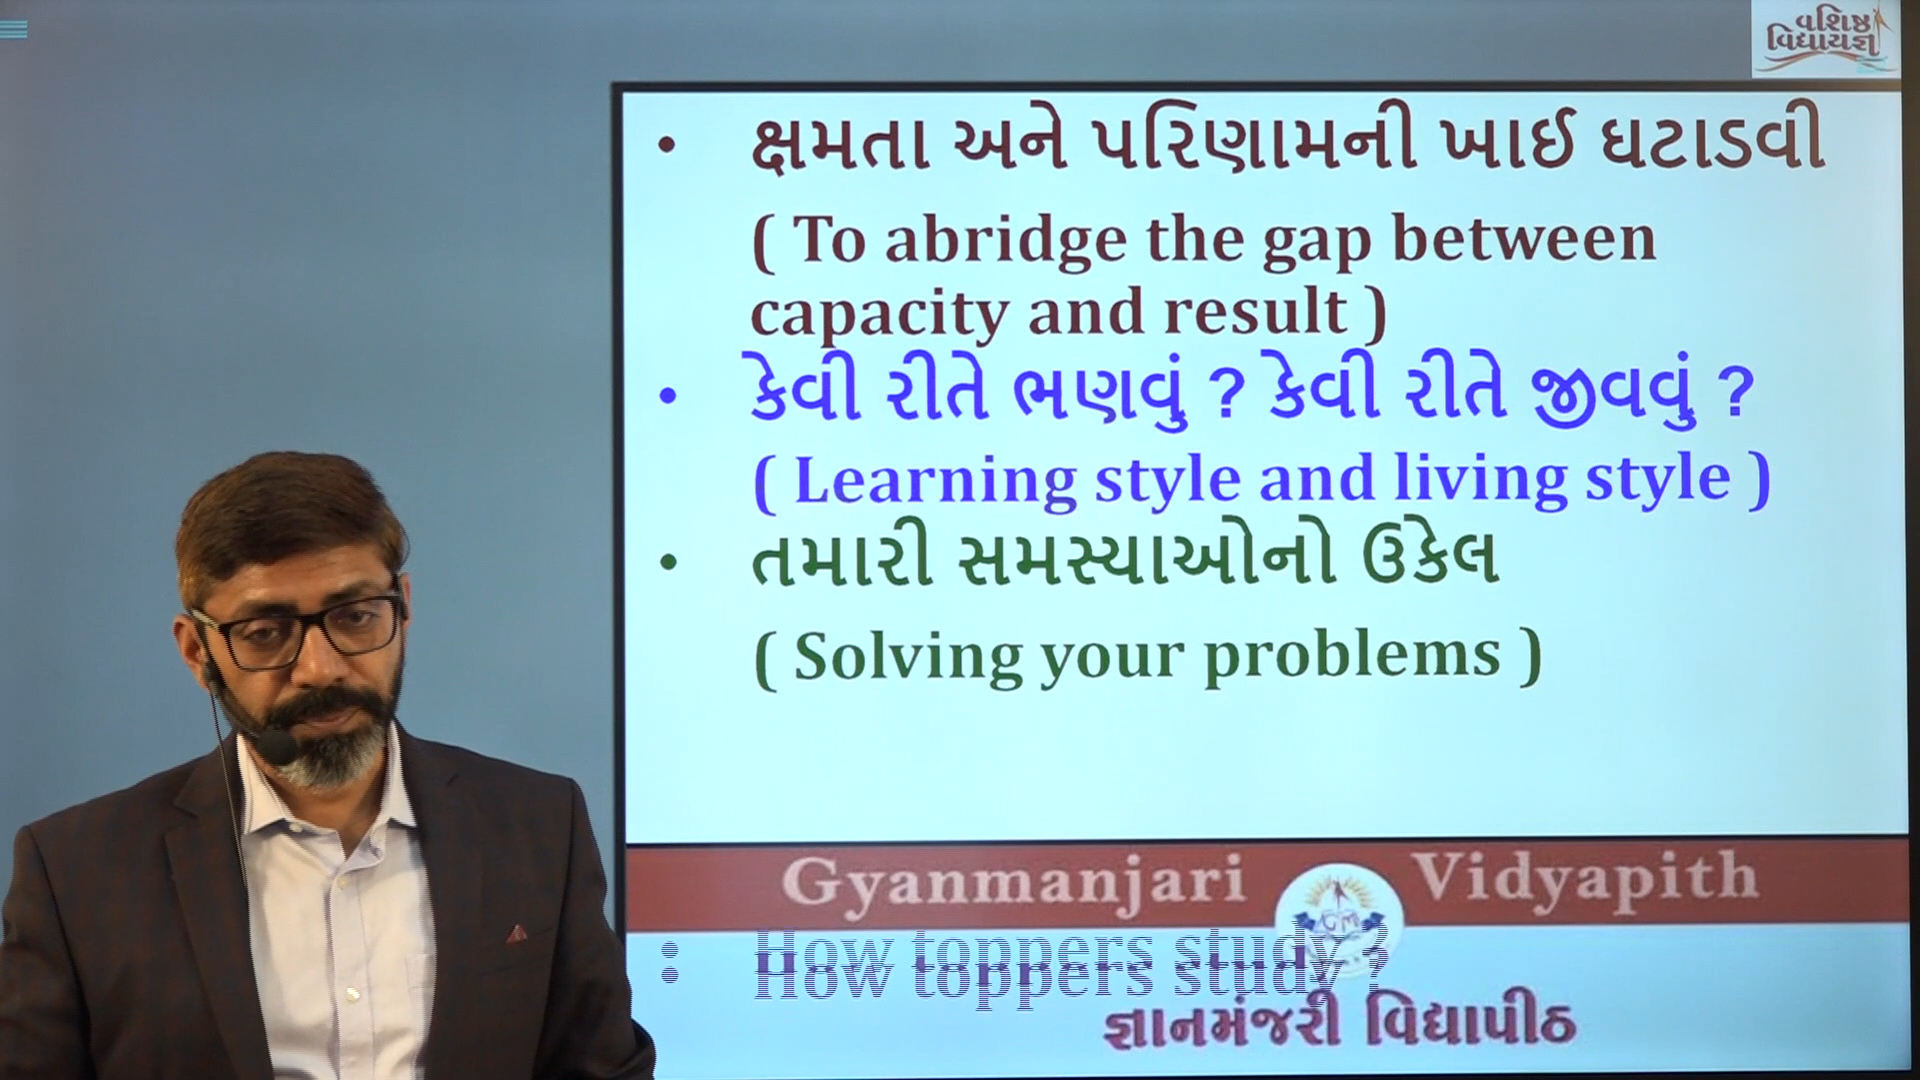 વશિષ્ઠ
વિદ્યાયજ્ઞ
• ક્ષમતા અને પરિણામની ખાઈ ઘટાડવી
( To abridge the gap between
capacity and result )
• કેવી રીતે ભણવું ? કેવી રીતે જીવવું ?
( Learning style and living style )
• તમારી સમસ્યાઓનો ઉકેલ
( Solving your problems )
Gyanmanjari Vidyapith
• How toppers study ?
જ્ઞાનમંજરી વિદ્યાપીઠ